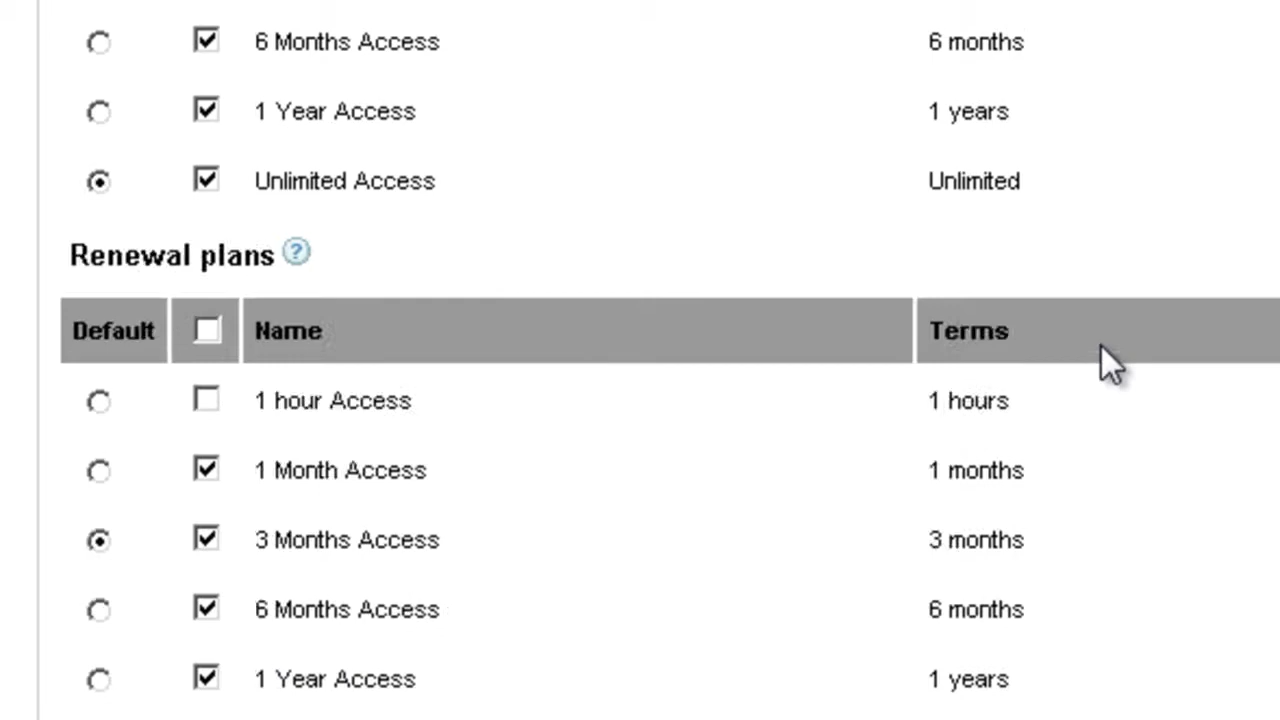 6 Months Access 6 months
1 Year Access 1 years
Unlimited Access Unlimited
Renewal plans ?
Default Name Terms
1 hour Access 1 hours
1 Month Access 1 months
3 Months Access 3 months
6 Months Access 6 months
1 Year Access 1 years